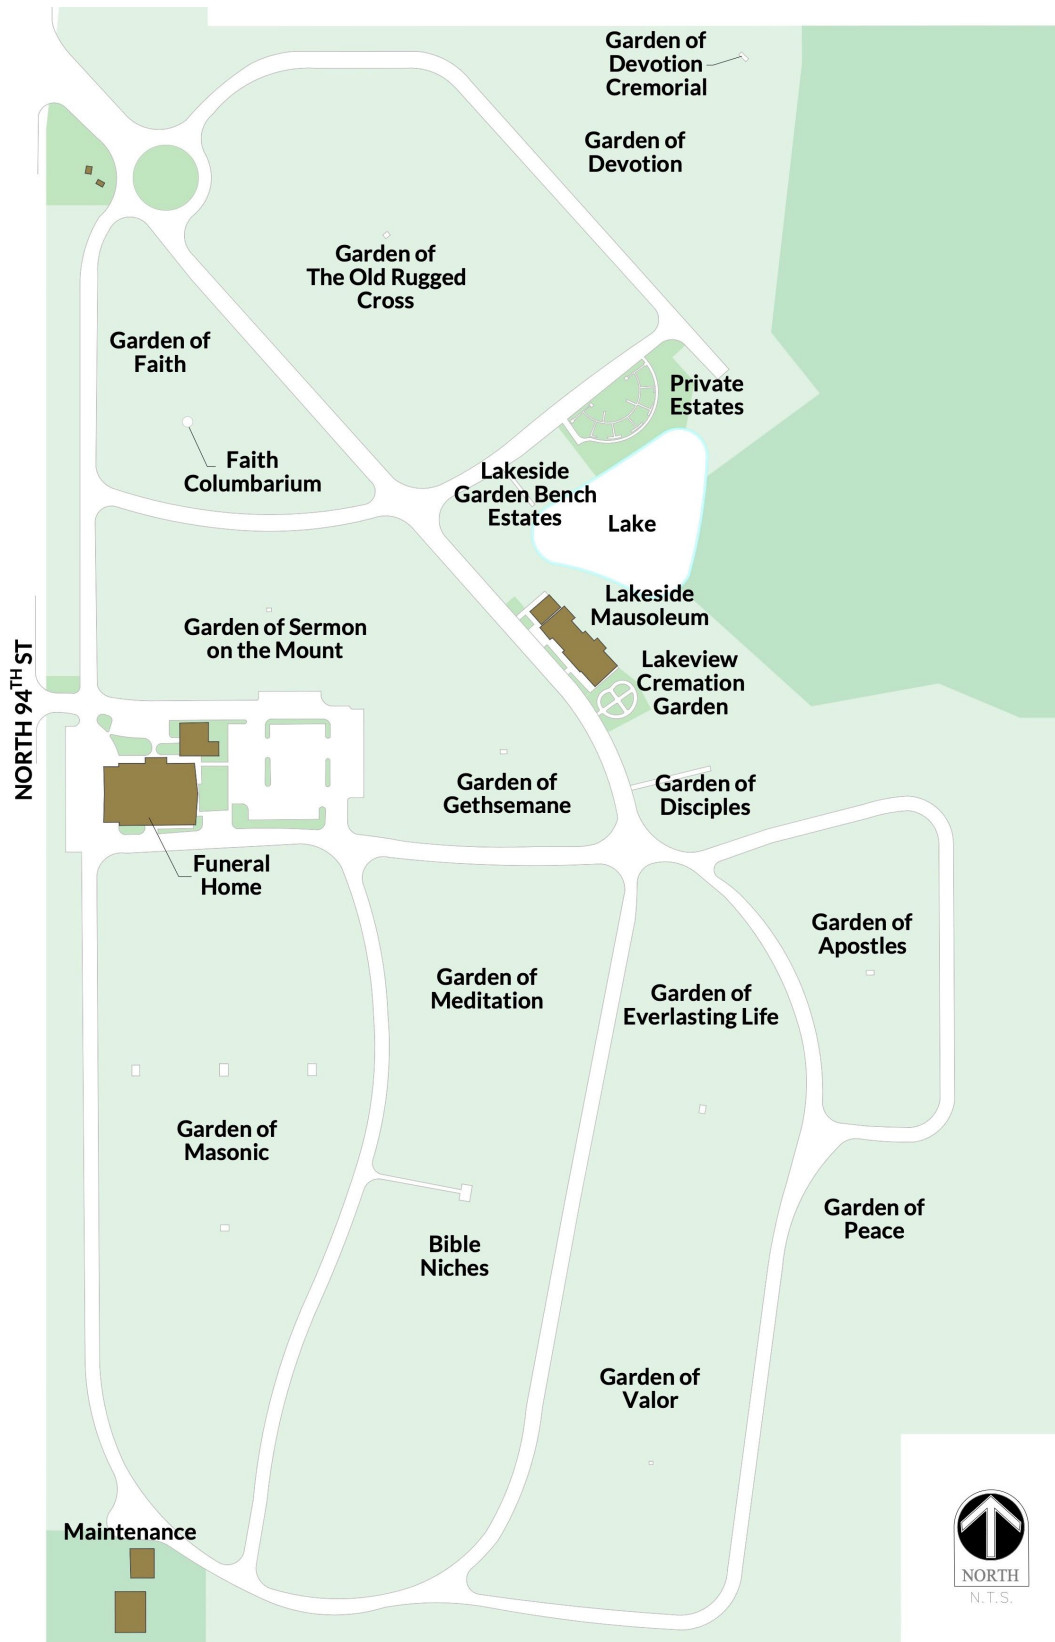 Garden of
Devotion
Cremorial
Garden of
Devotion
Garden of
The Old Rugged
Cross
Garden of
Faith
Private
Estates
Faith
Columbarium
Lakeside
Garden Bench
Estates
Lake
Lakeside
Mausoleum
Garden of Sermon
on the Mount
Lakeview
Cremation
Garden
NORTH 94TH ST
Garden of
Gethsemane
Garden of
Disciples
Funeral
Home
Garden of
Apostles
Garden of
Meditation
Garden of
Everlasting Life
Garden of
Masonic
Garden of
Peace
Bible
Niches
Garden of
Valor
Maintenance
NORTH
N.T.S.